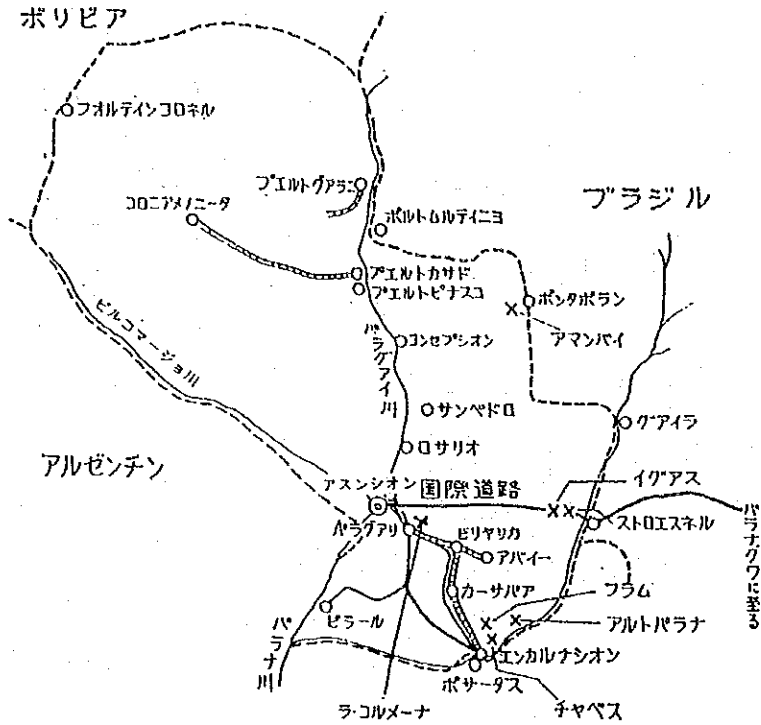 ボリビア
フオルテインコロネル
プエルトグアラニ
コロニアメノニータ
ブラジル
ポルトムルティニヨ
プエルトカサド
プエルトピナスコ
ポンタポラン
アマンバイ
ピルコマージョ川
パラグアイ川
コンセプシオン
サンペドロ
グアイラ
ロサリオ
アルゼンチン
アスンシオン
国際道路
イグアス
ストロエスネル
パラナグワに至る
パラグアリ
ビリヤリカ
アバイー
カーサパア
フラム
ピラール
アルトパラナ
パラナ川
エンカルナシオン
ポサーダス
ラ・コルメーナ
チャベス